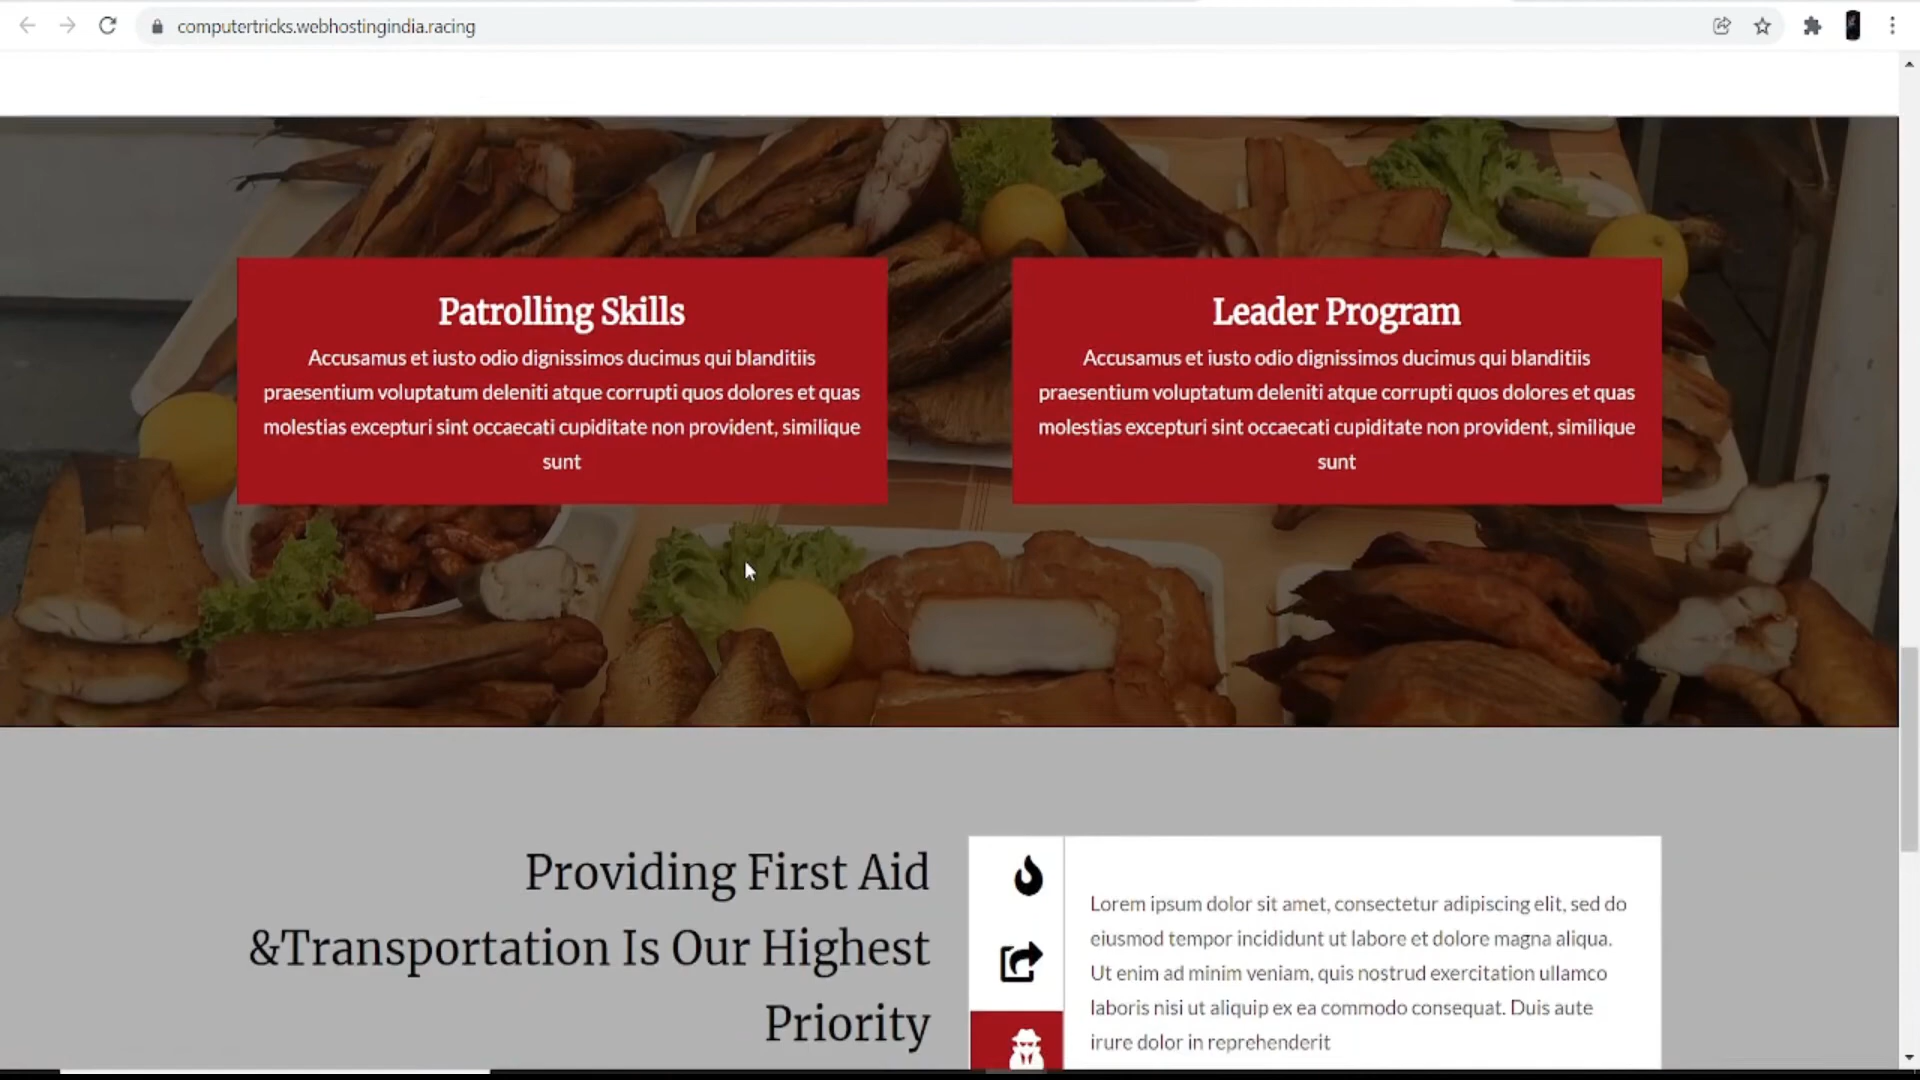 computertricks.webhostingindia.racing
Patrolling Skills
Accusamus et iusto odio dignissimos ducimus qui blanditiis
praesentium voluptatum deleniti atque corrupti quos dolores et quas
molestias excepturi sint occaecati cupiditate non provident, similique
sunt
Leader Program
Accusamus et iusto odio dignissimos ducimus qui blanditiis
praesentium voluptatum deleniti atque corrupti quos dolores et quas
molestias excepturi sint occaecati cupiditate non provident, similique
sunt
Providing First Aid
&Transportation Is Our Highest
Priority
Lorem ipsum dolor sit amet, consectetur adipiscing elit, sed do
eiusmod tempor incididunt ut labore et dolore magna aliqua.
Ut enim ad minim veniam, quis nostrud exercitation ullamco
laboris nisi ut aliquip ex ea commodo consequat. Duis aute
irure dolor in reprehenderit